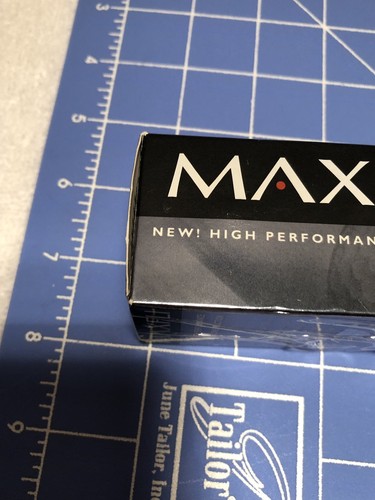 3
4
5
6
7
8
9
MAX
NEW! HIGH PERFORMAN
Tailor
June Tailor, Inc